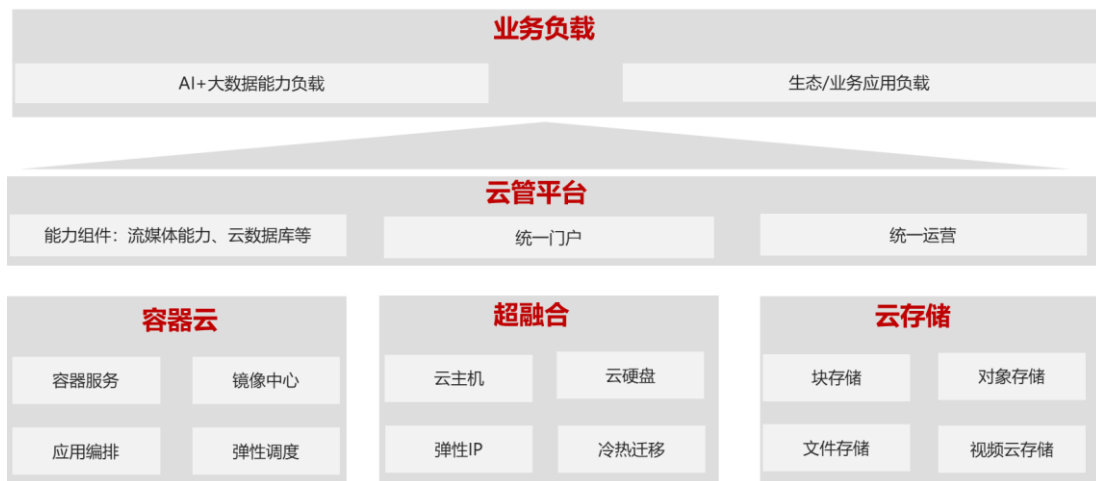 业务负载
AI+大数据能力负载
生态/业务应用负载
云管平台
能力组件：流媒体能力、云数据库等
统一门户
统一运营
容器云
容器服务
镜像中心
应用编排
弹性调度
超融合
云主机
云硬盘
弹性IP
冷热迁移
云存储
块存储
对象存储
文件存储
视频云存储